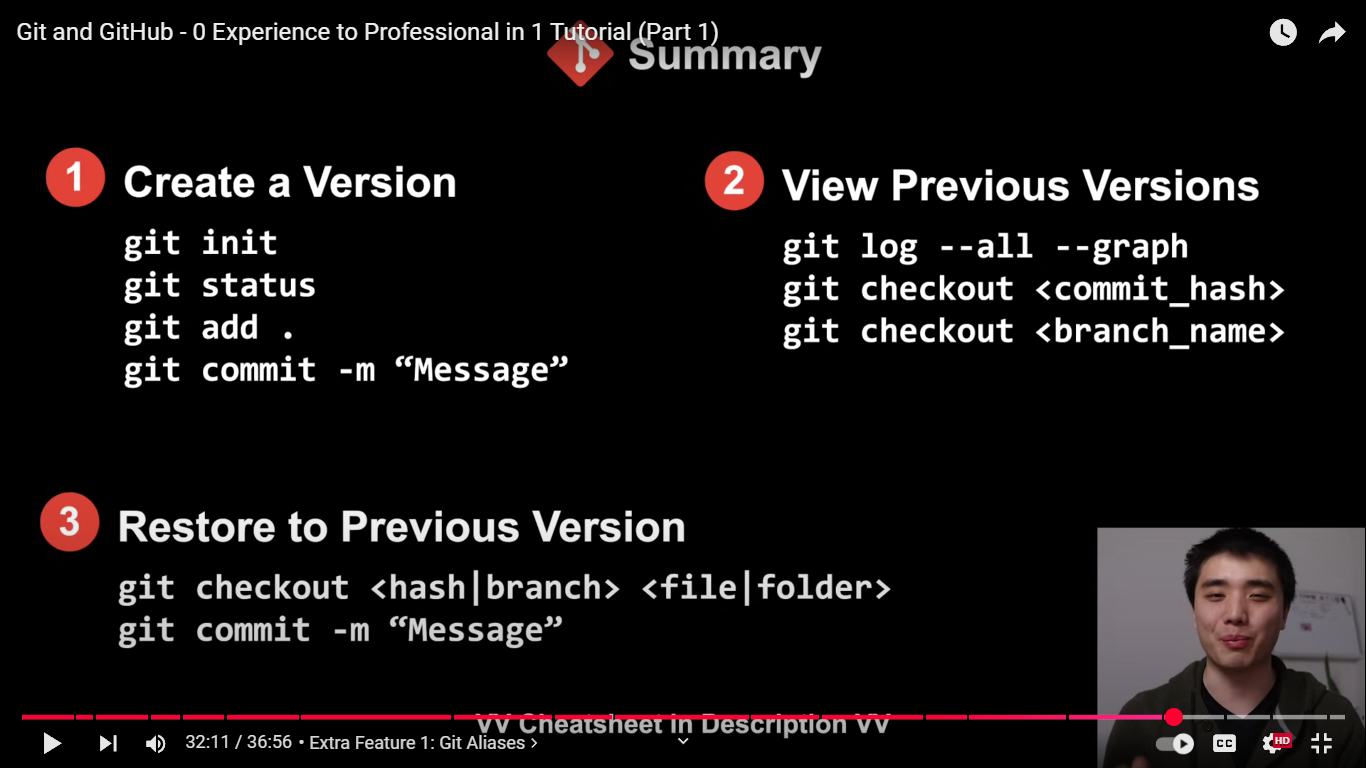 Git and GitHub - 0 Experience to Professional in 1 Tutorial (Part 1)
Summary
1 Create a Version
git init
git status
git add .
git commit -m “Message”
2 View Previous Versions
git log --all --graph
git checkout <commit_hash>
git checkout <branch_name>
3 Restore to Previous Version
git checkout <hash|branch> <file|folder>
git commit -m “Message”
VV Cheatsheet in Description VV
32:11 / 36:56 • Extra Feature 1: Git Aliases
CC
HD